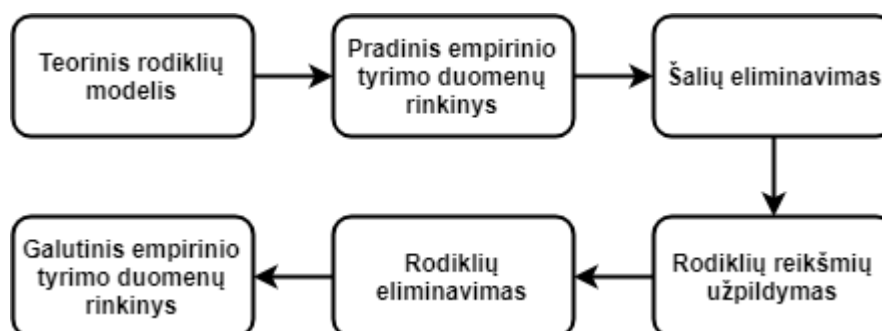 Teorinis rodiklių
modelis
Pradinis empirinio
tyrimo duomenų
rinkinys
Šalių eliminavimas
Rodiklių reikšmių
užpildymas
Rodiklių
eliminavimas
Galutinis empirinio
tyrimo duomenų
rinkinys